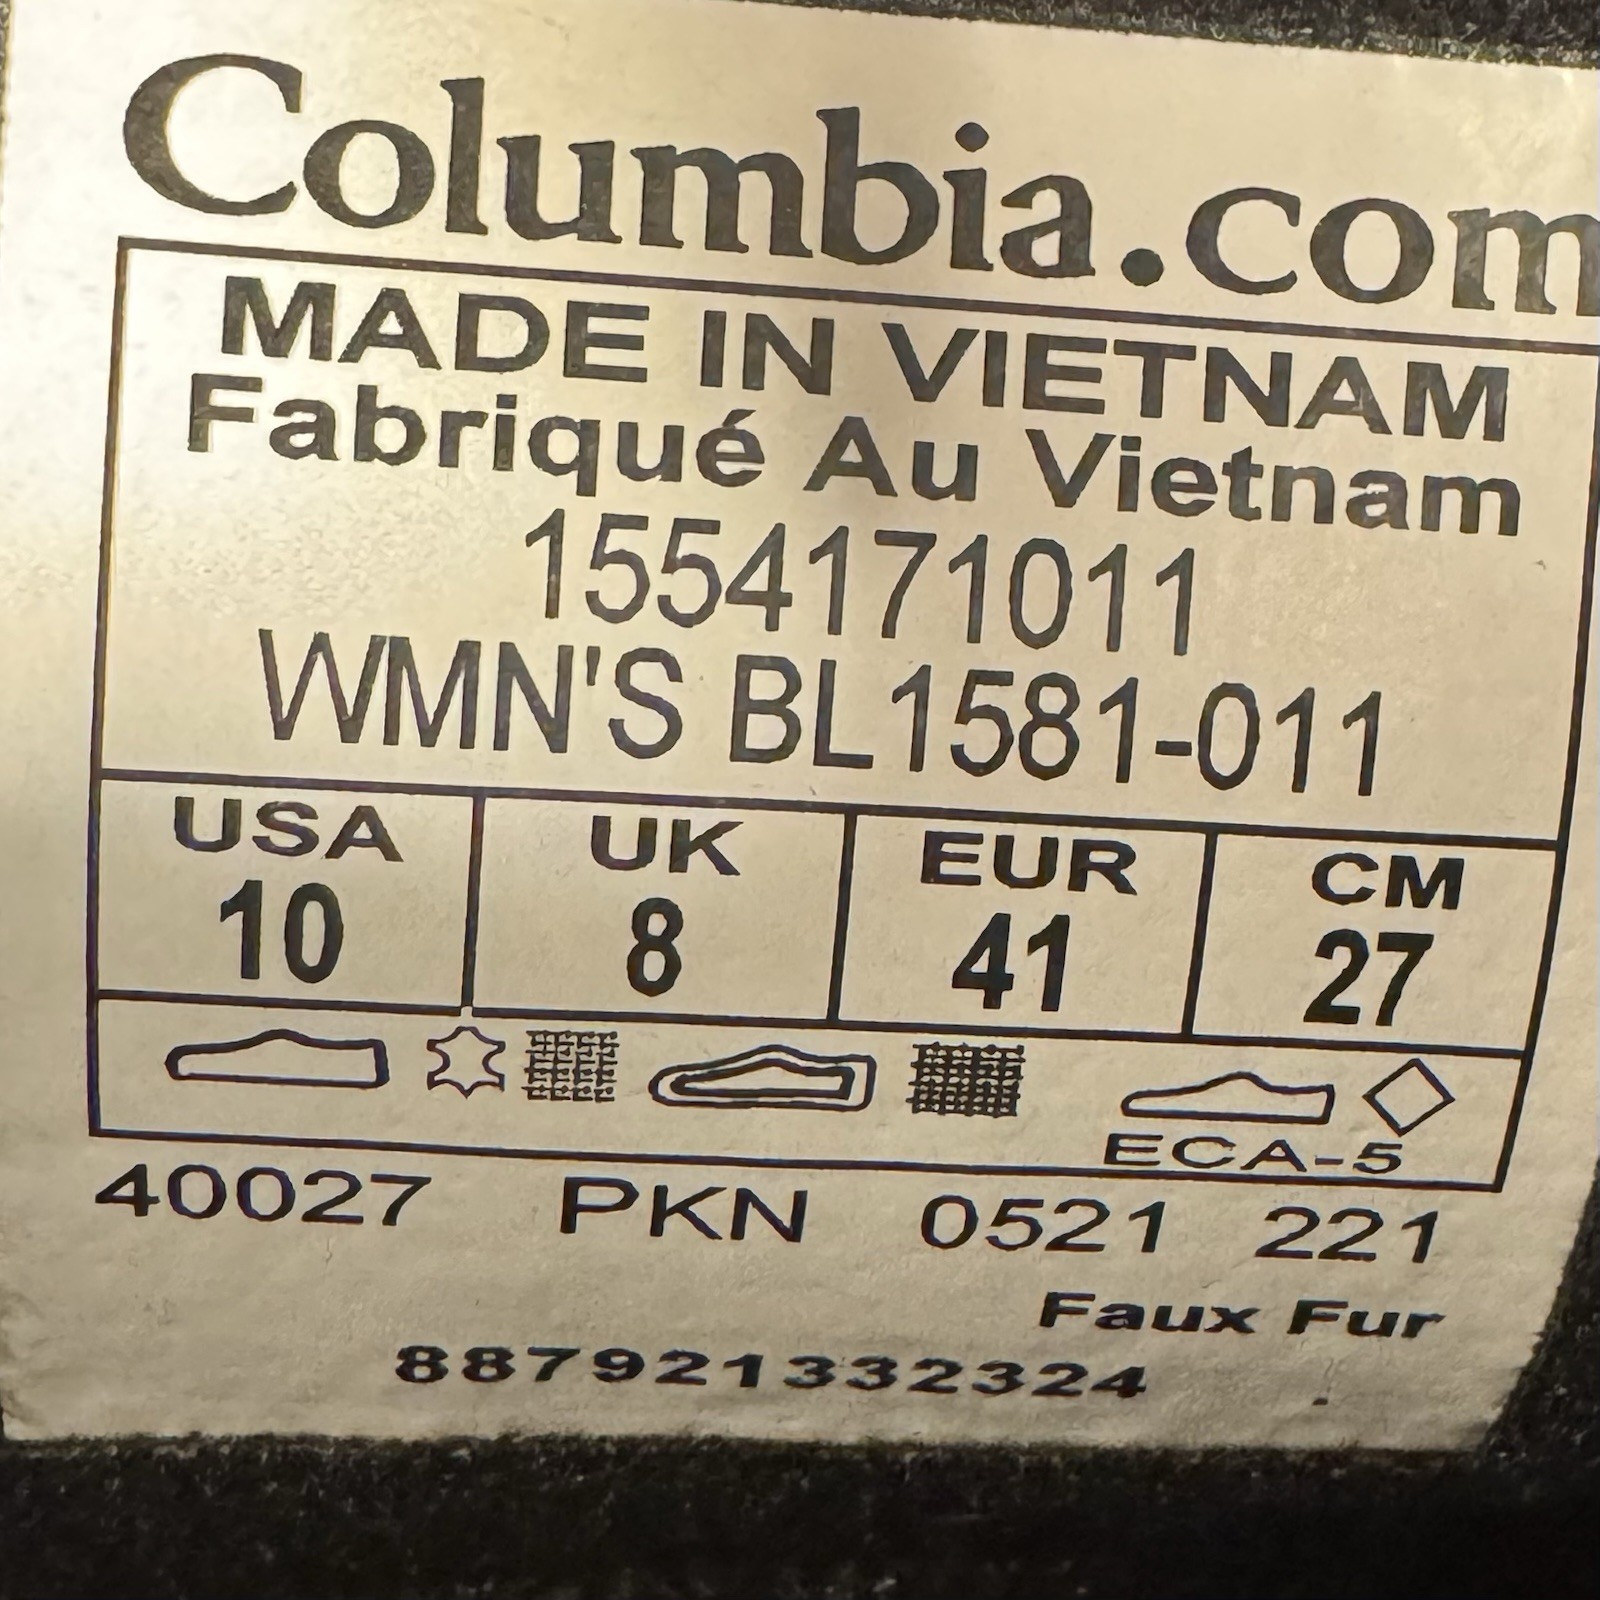 Columbia.com
MADE IN VIETNAM
Fabriqué Au Vietnam
1554171011
WMN'S BL1581-011
USA UK EUR CM
10 8 41 27
ECA-5
40027 PKN 0521 221
Faux Fur
887921332324